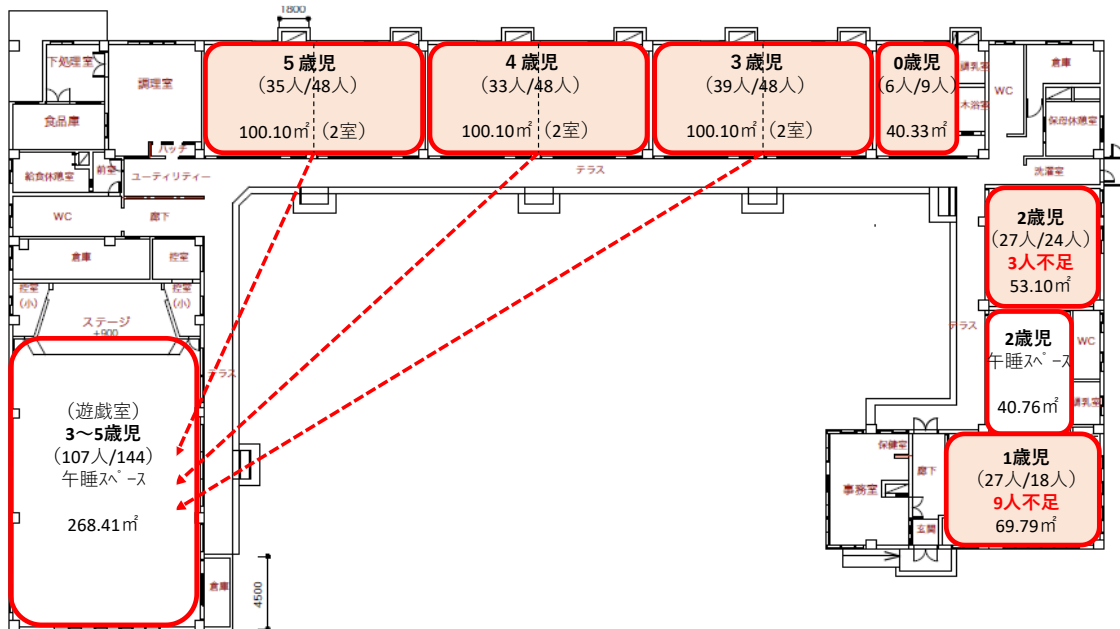 1800
下処理室
調理室
食品庫
ハッチ
給食休憩室
前室
ユーティリティー
WC
廊下
倉庫
控室
控室
(小)
控室
(小)
ステージ
+900
5歳児
(35人/48人)
100.10㎡(2室)
4歳児
(33人/48人)
100.10㎡(2室)
3歳児
(39人/48人)
100.10㎡(2室)
0歳児
(6人/9人)
40.33㎡
調乳室
沐浴室
WC
倉庫
保母休憩室
洗濯室
テラス
2歳児
(27人/24人)
3人不足
53.10㎡
テラス
2歳児
午睡スペース
40.76㎡
WC
調乳室
テラス
(遊戯室)
3〜5歳児
(107人/144)
午睡スペース
268.41㎡
保健室
事務室
廊下
玄関
1歳児
(27人/18人)
9人不足
69.79㎡
倉庫
4500